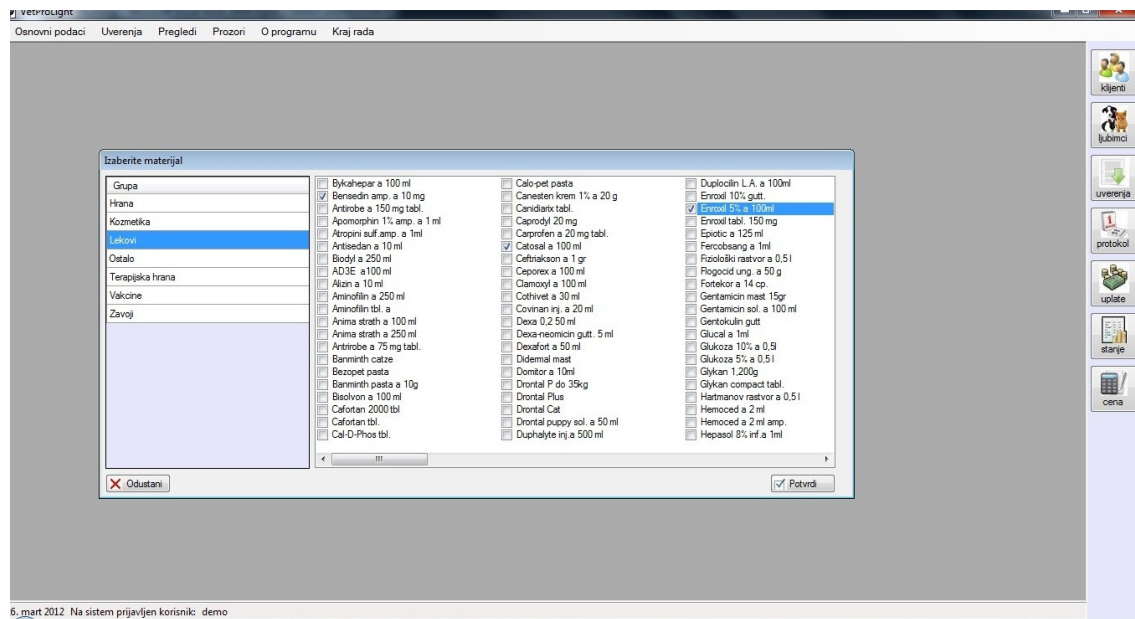 VetProLight
Osnovni podaci Uverenja Pregledi Prozori O programu Kraj rada
klijenti
ljubimci
uverenja
protokol
uplate
stanje
cena
Izaberite materijal
Grupa
Hrana
Kozmetika
Lekovi
Ostalo
Terapijska hrana
Vakcine
Zavoji
Bykahepar a 100 ml
Bensedin amp. a 10 mg
Antirobe a 150 mg tabl.
Apomorphin 1% amp. a 1 ml
Atropini sulf.amp. a 1ml
Antisedan a 10 ml
Biodyl a 250 ml
AD3E a100 ml
Alizin a 10 ml
Aminofilin a 250 ml
Aminofilin tbl. a
Anima strath a 100 ml
Anima strath a 250 ml
Antrirobe a 75 mg tabl.
Banminth catze
Bezopet pasta
Banminth pasta a 10g
Bisolvon a 100 ml
Cafortan 2000 tbl
Cafortan tbl.
Cal-D-Phos tbl.
Calo-pet pasta
Canesten krem 1% a 20 g
Canidiarix tabl.
Caprodyl 20 mg
Carprofen a 20 mg tabl.
Catosal a 100 ml
Ceftriakson a 1 gr
Ceporex a 100 ml
Clamoxyl a 100 ml
Cothivet a 30 ml
Covinan inj. a 20 ml
Dexa 0,2 50 ml
Dexa-neomicin gutt. 5 ml
Dexafort a 50 ml
Didermal mast
Domitor a 10ml
Drontal P do 35kg
Drontal Plus
Drontal Cat
Drontal puppy sol. a 50 ml
Duphalyte inj.a 500 ml
Duplocilin L.A. a 100ml
Enroxil 10% gutt.
Enroxil 5% a 100ml
Enroxil tabl. 150 mg
Epiotic a 125 ml
Fercobsang a 1ml
Fiziološki rastvor a 0,5 l
Flogocid ung. a 50 g
Fortekor a 14 cp.
Gentamicin mast 15gr
Gentamicin sol. a 100 ml
Gentokulin gutt
Glucal a 1ml
Glukoza 10% a 0,5l
Glukoza 5% a 0,5 l
Glykan 1,200g
Glykan compact tabl.
Hartmanov rastvor a 0,5 l
Hemoced a 2 ml
Hemoced a 2 ml amp.
Hepasol 8% inf.a 1ml
Odustani
Potvrdi
6. mart 2012 Na sistem prijavljen korisnik: demo